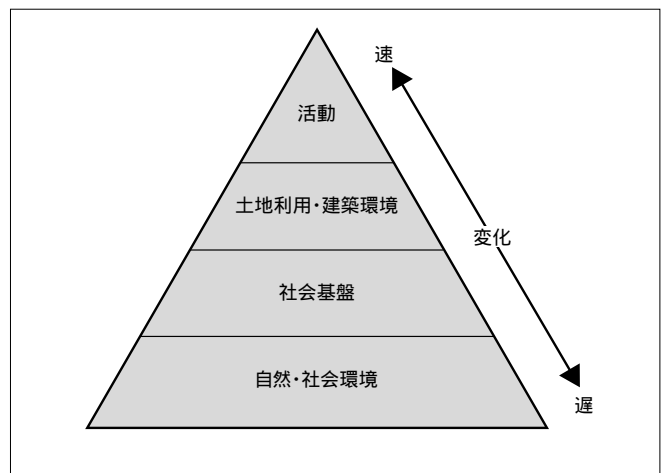 速
活動
土地利用・建築環境
変化
社会基盤
自然・社会環境
遅